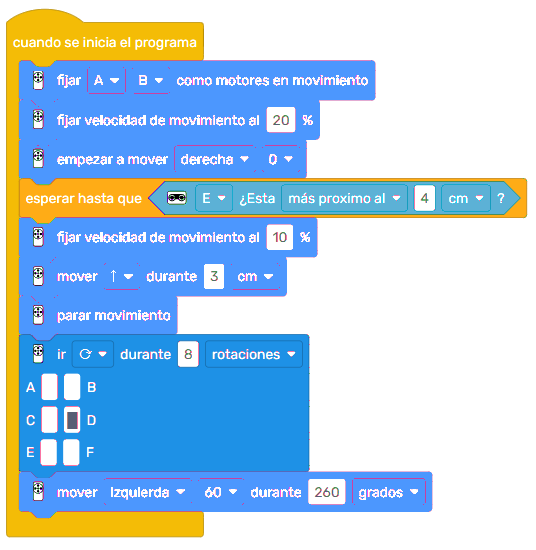 cuando se inicia el programa
fijar A B como motores en movimiento
fijar velocidad de movimiento al 20 %
empezar a mover derecha 0
esperar hasta que E ¿Esta más proximo al 4 cm ?
fijar velocidad de movimiento al 10 %
mover ↑ durante 3 cm
parar movimiento
ir durante 8 rotaciones
A B
C D
E F
mover Izquierda 60 durante 260 grados